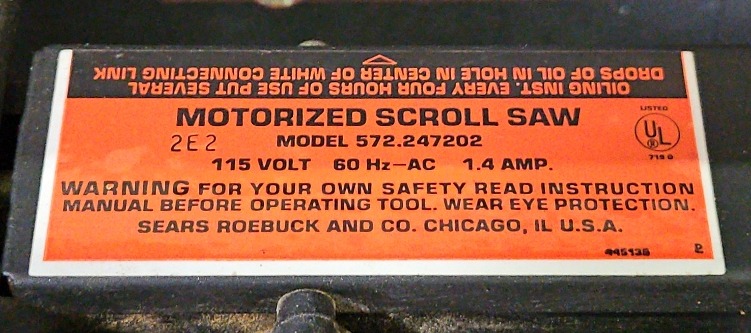 OILING INST. EVERY FOUR HOURS OF USE PUT SEVERAL
DROPS OF OIL IN HOLE IN CENTER OF WHITE CONNECTING LINK
MOTORIZED SCROLL SAW
2E2
MODEL 572.247202
LISTED
UL
®
719G
115 VOLT 60 Hz-AC 1.4 AMP.
WARNING FOR YOUR OWN SAFETY READ INSTRUCTION
MANUAL BEFORE OPERATING TOOL. WEAR EYE PROTECTION.
SEARS ROEBUCK AND CO. CHICAGO, IL U.S.A.
445135